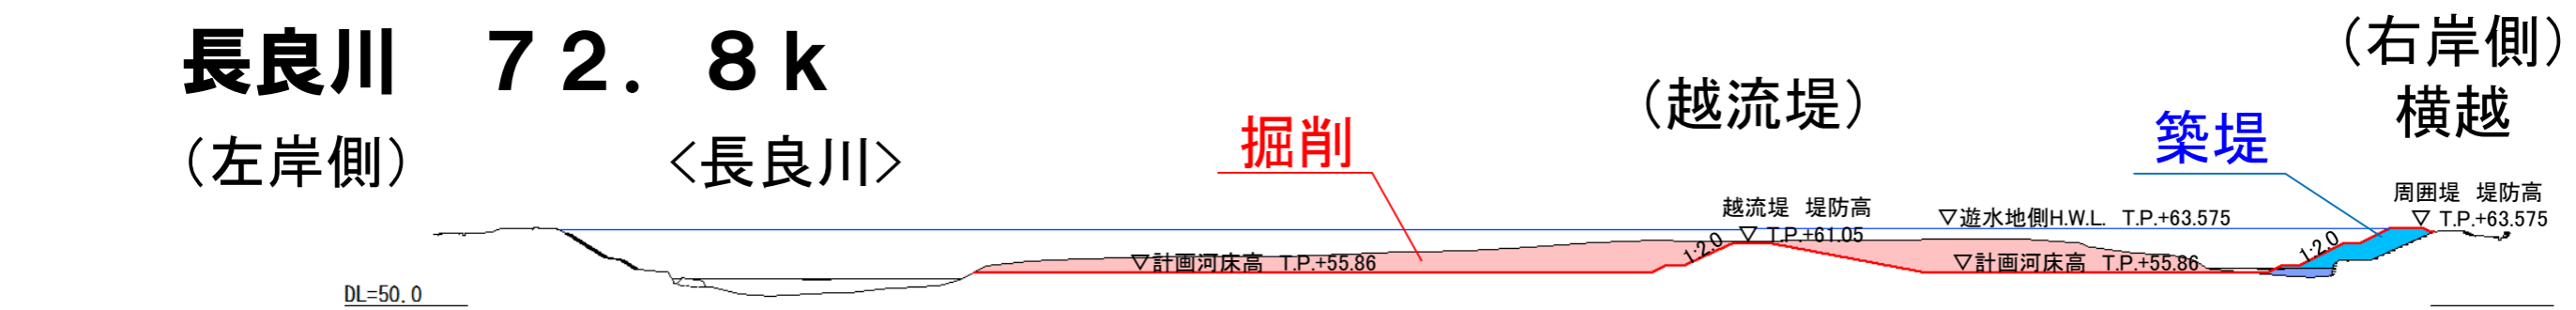 長良川　７２．８ｋ
（右岸側）
横越
（越流堤）
（左岸側）
＜長良川＞
掘削
築堤
周囲堤　堤防高
▽ T.P.+63.575
越流堤　堤防高
▽ T.P.+61.05
▽遊水地側H.W.L.　T.P.+63.575
1:2.0
1:2.0
▽計画河床高　T.P.+55.86
▽計画河床高　T.P.+55.86
DL=50.0